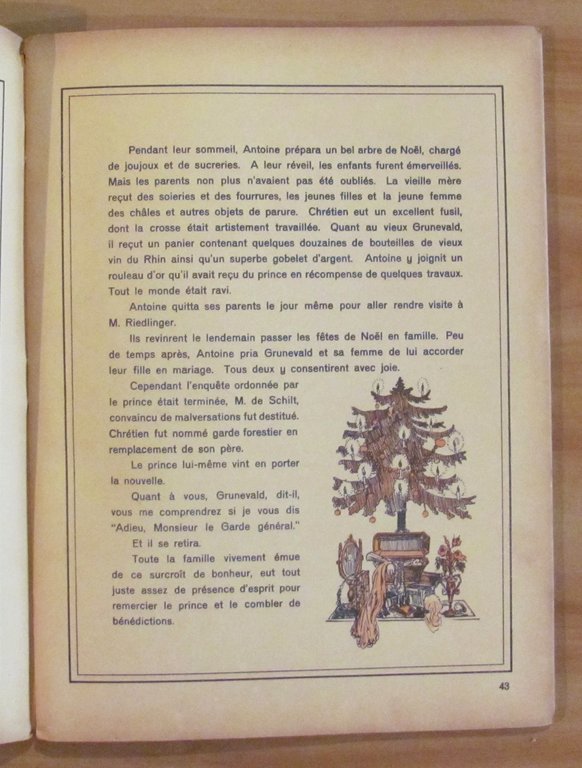 Pendant leur sommeil, Antoine prépara un bel arbre de Noël, chargé
de joujoux et de sucreries. A leur réveil, les enfants furent émerveillés.
Mais les parents non plus n'avaient pas été oubliés. La vieille mère
reçut des soieries et des fourrures, les jeunes filles et la jeune femme
des châles et autres objets de parure. Chrétien eut un excellent fusil,
dont la crosse était artistement travaillée. Quant au vieux Grunevald,
il reçut un panier contenant quelques douzaines de bouteilles de vieux
vin du Rhin ainsi qu'un superbe gobelet d'argent. Antoine y joignit un
rouleau d'or qu'il avait reçu du prince en récompense de quelques travaux.
Tout le monde était ravi.
Antoine quitta ses parents le jour même pour aller rendre visite à
M. Riedlinger.
Ils revinrent le lendemain passer les fêtes de Noël en famille. Peu
de temps après, Antoine pria Grunevald et sa femme de lui accorder
leur fille en mariage. Tous deux y consentirent avec joie.
Cependant l'enquête ordonnée par
le prince était terminée, M. de Schilt,
convaincu de malversations fut destitué.
Chrétien fut nommé garde forestier en
remplacement de son père.
Le prince lui-même vint en porter
la nouvelle.
Quant à vous, Grunevald, dit-il,
vous me comprendrez si je vous dis
"Adieu, Monsieur le Garde général."
Et il se retira.
Toute la famille vivement émue
de ce surcroît de bonheur, eut tout
juste assez de présence d'esprit pour
remercier le prince et le combler de
bénédictions.
43